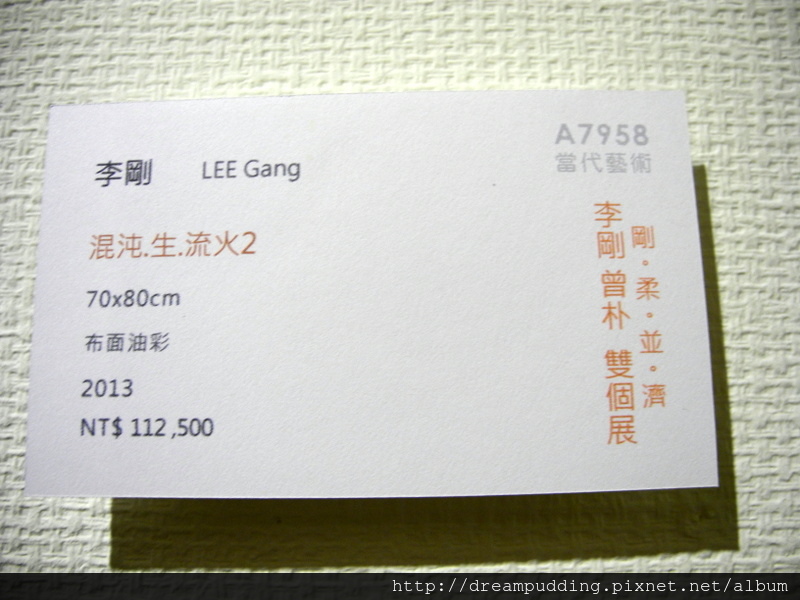 A7958
當代藝術
李剛 LEE Gang
混沌.生.流火2
70x80cm
布面油彩
2013
NT$ 112,500
剛。柔。並。濟
李剛 曾朴 雙個展
http://dreampudding.pixnet.net/album